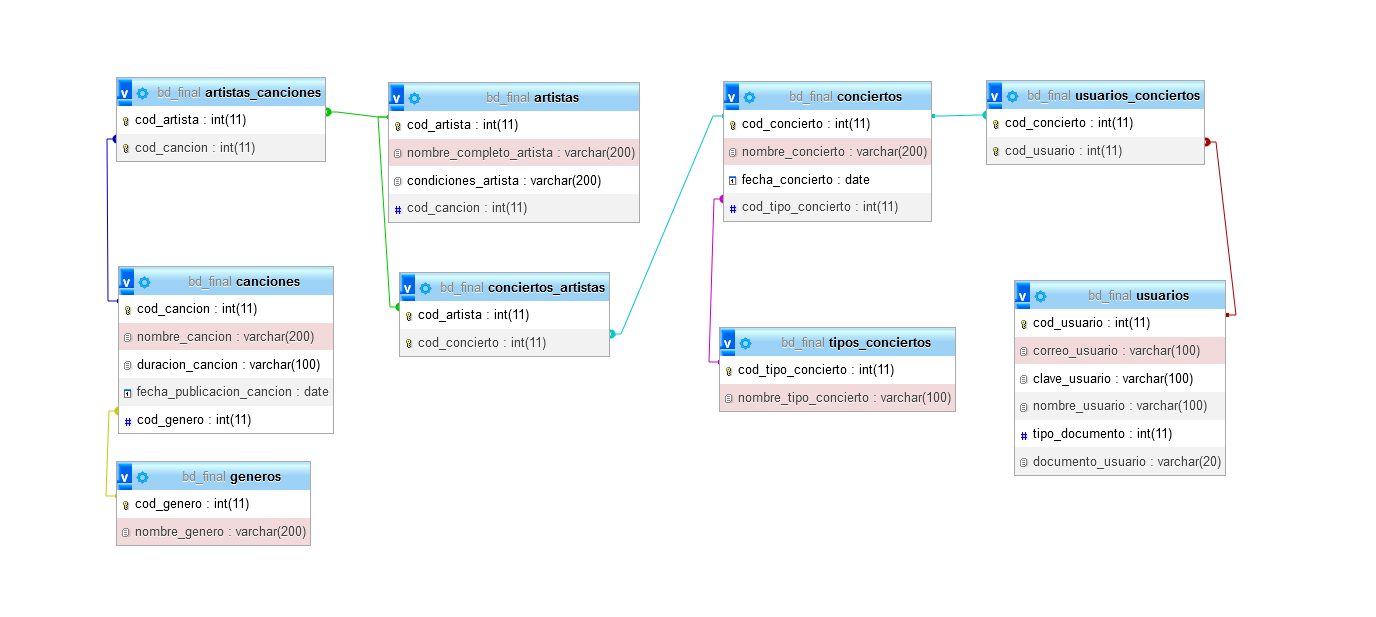 bd_final artistas_canciones
cod_artista : int(11)
cod_cancion : int(11)
bd_final artistas
cod_artista : int(11)
nombre_completo_artista : varchar(200)
condiciones_artista : varchar(200)
cod_cancion : int(11)
bd_final conciertos
cod_concierto : int(11)
nombre_concierto : varchar(200)
fecha_concierto : date
cod_tipo_concierto : int(11)
bd_final usuarios_conciertos
cod_concierto : int(11)
cod_usuario : int(11)
bd_final canciones
cod_cancion : int(11)
nombre_cancion : varchar(200)
duracion_cancion : varchar(100)
fecha_publicacion_cancion : date
cod_genero : int(11)
bd_final conciertos_artistas
cod_artista : int(11)
cod_concierto : int(11)
bd_final tipos_conciertos
cod_tipo_concierto : int(11)
nombre_tipo_concierto : varchar(100)
bd_final usuarios
cod_usuario : int(11)
correo_usuario : varchar(100)
clave_usuario : varchar(100)
nombre_usuario : varchar(100)
tipo_documento : int(11)
documento_usuario : varchar(20)
bd_final generos
cod_genero : int(11)
nombre_genero : varchar(200)